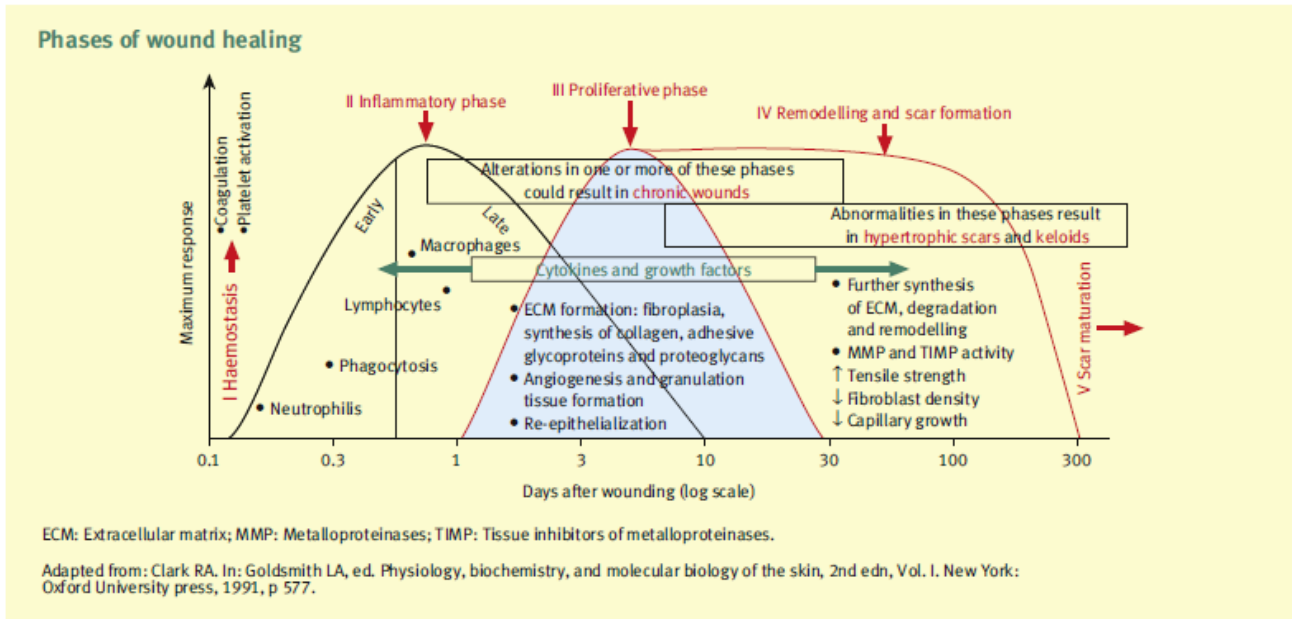 Phases of wound healing
Maximum response
I Haemostasis
•Coagulation
•Platelet activation
II Inflammatory phase
III Proliferative phase
IV Remodelling and scar formation
Alterations in one or more of these phases
could result in chronic wounds
Abnormalities in these phases result
in hypertrophic scars and keloids
Early
Late
• Macrophages
Cytokines and growth factors
Lymphocytes •
• Phagocytosis
• Neutrophilis
• ECM formation: fibroplasia,
synthesis of collagen, adhesive
glycoproteins and proteoglycans
• Angiogenesis and granulation
tissue formation
• Re-epithelialization
• Further synthesis
of ECM, degradation
and remodelling
• MMP and TIMP activity
↑ Tensile strength
↓ Fibroblast density
↓ Capillary growth
V Scar maturation
0.1 0.3 1 3 10 30 100 300
Days after wounding (log scale)
ECM: Extracellular matrix; MMP: Metalloproteinases; TIMP: Tissue inhibitors of metalloproteinases.
Adapted from: Clark RA. In: Goldsmith LA, ed. Physiology, biochemistry, and molecular biology of the skin, 2nd edn, Vol. I. New York:
Oxford University press, 1991, p 577.